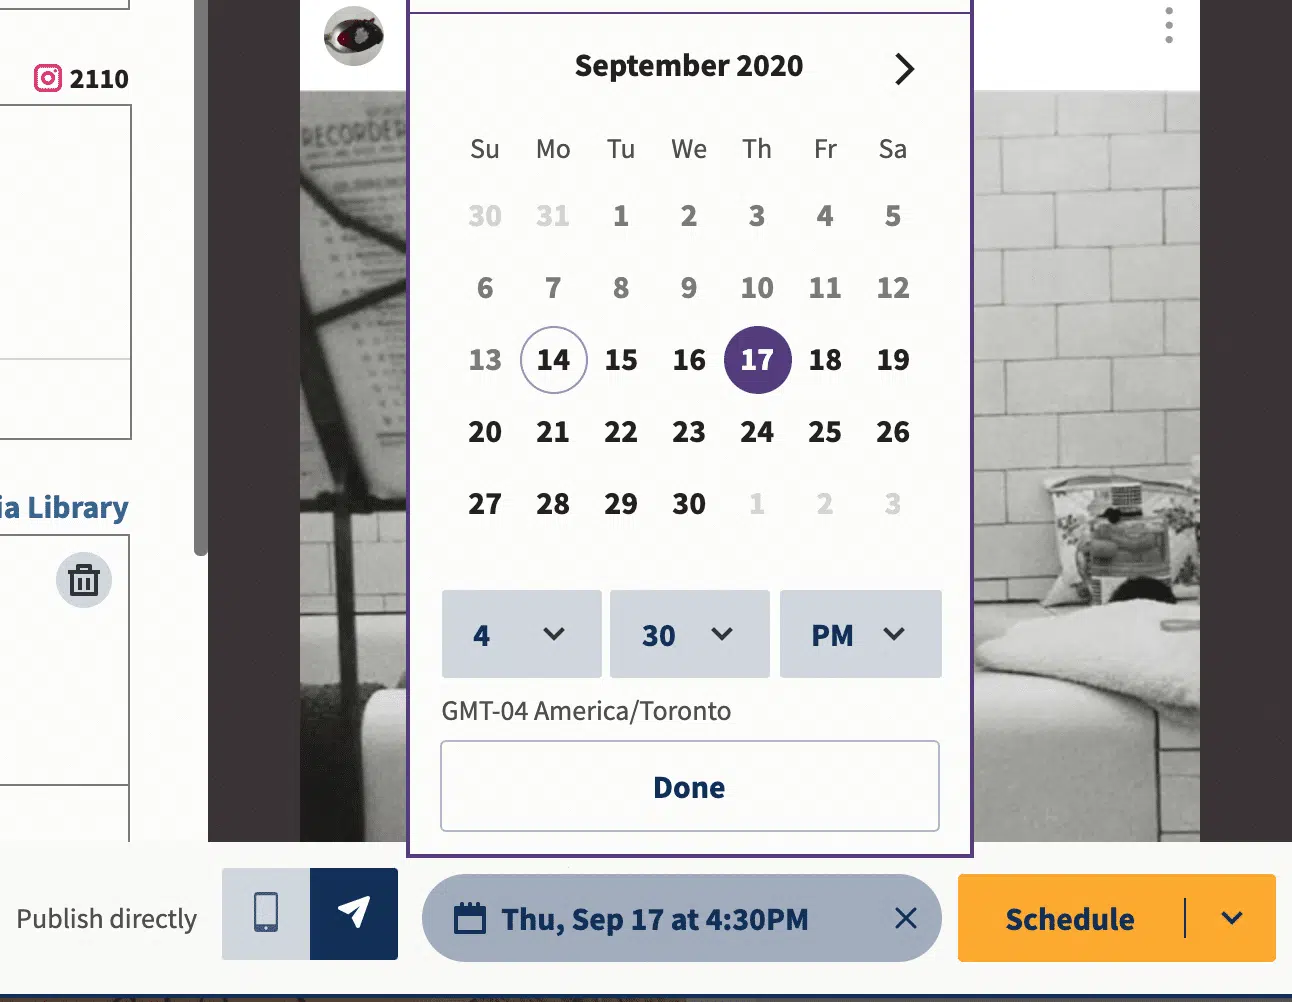 2110
RECORDER
ia Library
September 2020
Su Mo Tu We Th Fr Sa
30 31 1 2 3 4 5
6 7 8 9 10 11 12
13 14 15 16 17 18 19
20 21 22 23 24 25 26
27 28 29 30 1 2 3
4 30 PM
GMT-04 America/Toronto
Done
Publish directly
Thu, Sep 17 at 4:30PM
Schedule